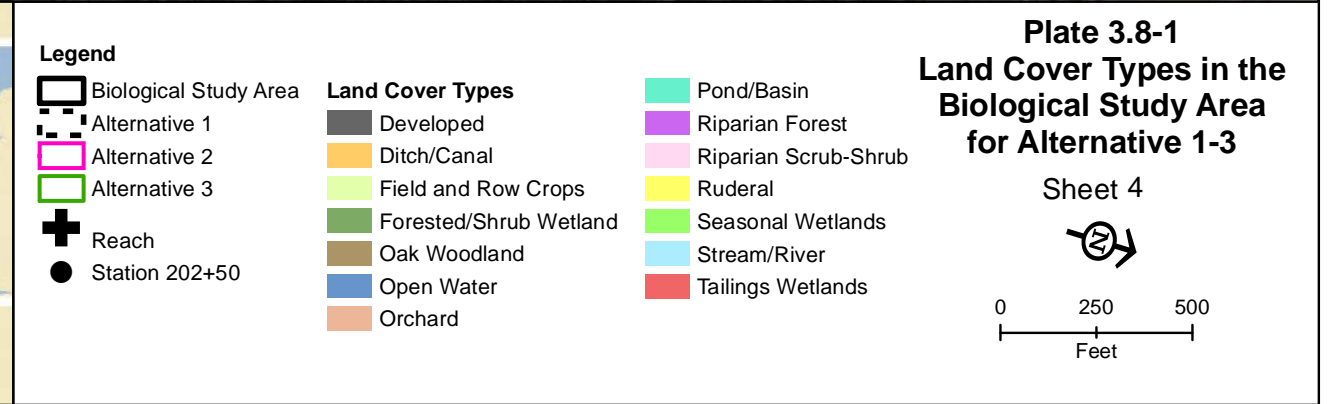 Legend
Biological Study Area
Alternative 1
Alternative 2
Alternative 3
Reach
Station 202+50
Land Cover Types
Developed
Ditch/Canal
Field and Row Crops
Forested/Shrub Wetland
Oak Woodland
Open Water
Orchard
Pond/Basin
Riparian Forest
Riparian Scrub-Shrub
Ruderal
Seasonal Wetlands
Stream/River
Tailings Wetlands
Plate 3.8-1
Land Cover Types in the
Biological Study Area
for Alternative 1-3
Sheet 4
N
0 250 500
Feet